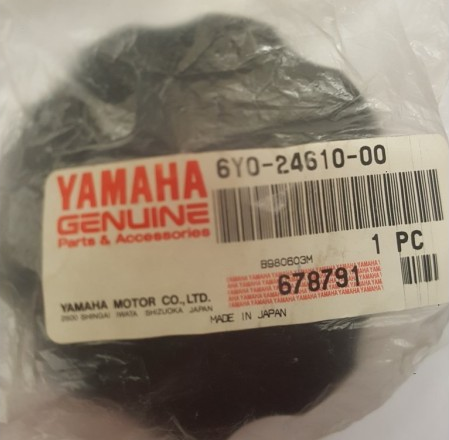 YAMAHA
GENUINE
Parts & Accessories
6Y0-24610-00
1 PC
B980603M
678791
YAMAHA MOTOR CO., LTD.
2500 SHINGAI IWATA SHIZUOKA JAPAN
MADE IN JAPAN